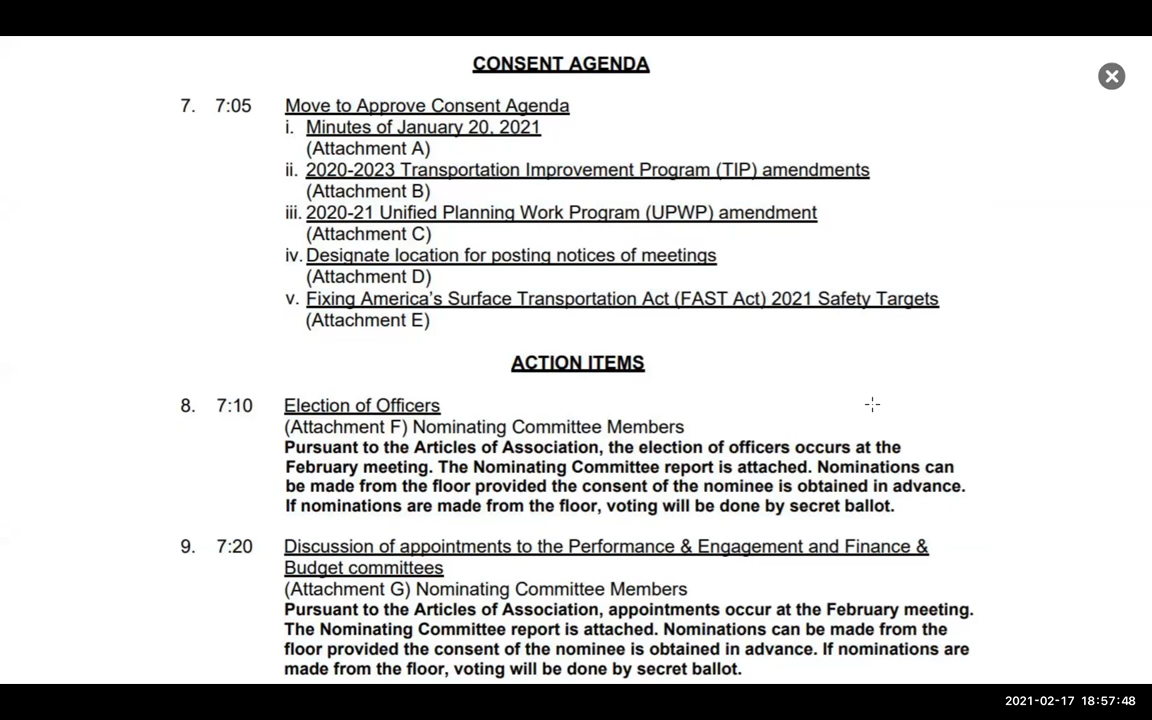 CONSENT AGENDA
7. 7:05 Move to Approve Consent Agenda
i. Minutes of January 20, 2021
(Attachment A)
ii. 2020-2023 Transportation Improvement Program (TIP) amendments
(Attachment B)
iii. 2020-21 Unified Planning Work Program (UPWP) amendment
(Attachment C)
iv. Designate location for posting notices of meetings
(Attachment D)
v. Fixing America's Surface Transportation Act (FAST Act) 2021 Safety Targets
(Attachment E)
ACTION ITEMS
8. 7:10 Election of Officers
(Attachment F) Nominating Committee Members
Pursuant to the Articles of Association, the election of officers occurs at the
February meeting. The Nominating Committee report is attached. Nominations can
be made from the floor provided the consent of the nominee is obtained in advance.
If nominations are made from the floor, voting will be done by secret ballot.
9. 7:20 Discussion of appointments to the Performance & Engagement and Finance &
Budget committees
(Attachment G) Nominating Committee Members
Pursuant to the Articles of Association, appointments occur at the February meeting.
The Nominating Committee report is attached. Nominations can be made from the
floor provided the consent of the nominee is obtained in advance. If nominations are
made from the floor, voting will be done by secret ballot.
2021-02-17 18:57:48